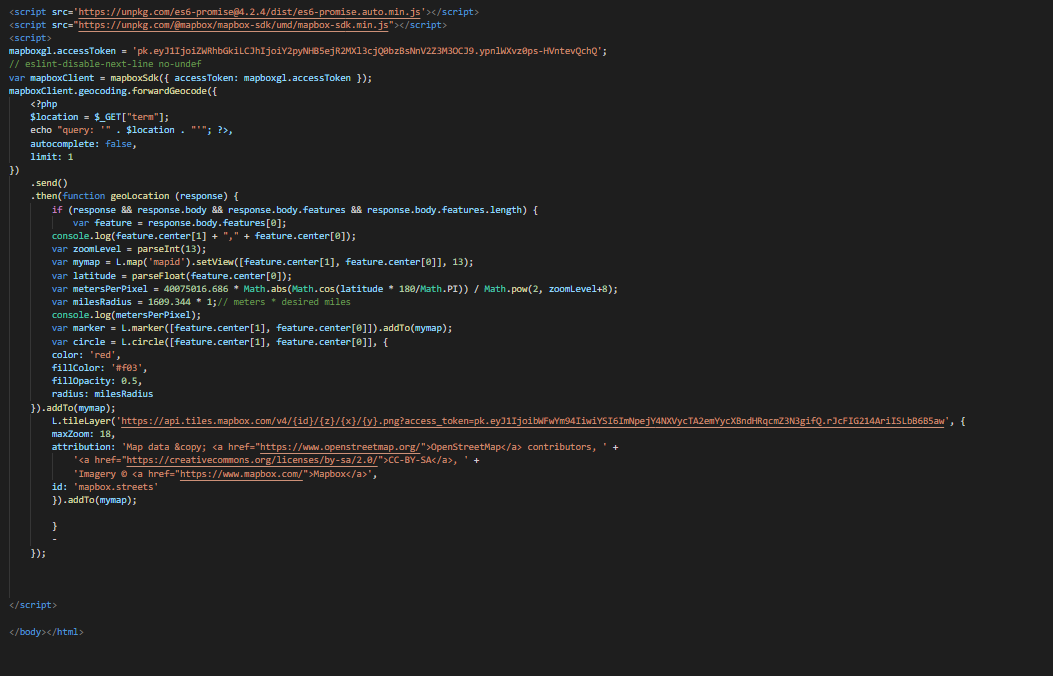 <script src='https://unpkg.com/es6-promise@4.2.4/dist/es6-promise.auto.min.js'></script>
<script src="https://unpkg.com/@mapbox/mapbox-sdk/umd/mapbox-sdk.min.js"></script>
<script>
mapboxgl.accessToken = 'pk.eyJ1IjoiZWRhbGkiLCJhIjoiY2pyNHB5ejR2MXl3cjQ0bzBsNnV2Z3M3OCJ9.ypnlWXvz0ps-HVntevQchQ';
// eslint-disable-next-line no-undef
var mapboxClient = mapboxSdk({ accessToken: mapboxgl.accessToken });
mapboxClient.geocoding.forwardGeocode({
<?php
$location = $_GET["term"];
echo "query: '" . $location . "'"; ?>,
autocomplete: false,
limit: 1
})
.send()
.then(function geoLocation (response) {
if (response && response.body && response.body.features && response.body.features.length) {
var feature = response.body.features[0];
console.log(feature.center[1] + "," + feature.center[0]);
var zoomLevel = parseInt(13);
var mymap = L.map('mapid').setView([feature.center[1], feature.center[0]], 13);
var latitude = parseFloat(feature.center[0]);
var metersPerPixel = 40075016.686 * Math.abs(Math.cos(latitude * 180/Math.PI)) / Math.pow(2, zoomLevel+8);
var milesRadius = 1609.344 * 1;// meters * desired miles
console.log(metersPerPixel);
var marker = L.marker([feature.center[1], feature.center[0]]).addTo(mymap);
var circle = L.circle([feature.center[1], feature.center[0]], {
color: 'red',
fillColor: '#f03',
fillOpacity: 0.5,
radius: milesRadius
}).addTo(mymap);
L.tileLayer('https://api.tiles.mapbox.com/v4/{id}/{z}/{x}/{y}.png?access_token=pk.eyJ1IjoibWFwYm94IiwiYSI6ImNpejY4NXVycTA2emYycXBndHRqcmZ3N3gifQ.rJcFIG214AriISLbB6B5aw', {
maxZoom: 18,
attribution: 'Map data &copy; <a href="https://www.openstreetmap.org/">OpenStreetMap</a> contributors, ' +
'<a href="https://creativecommons.org/licenses/by-sa/2.0/">CC-BY-SA</a>, ' +
'Imagery © <a href="https://www.mapbox.com/">Mapbox</a>',
id: 'mapbox.streets'
}).addTo(mymap);
}
-
});
</script>
</body></html>